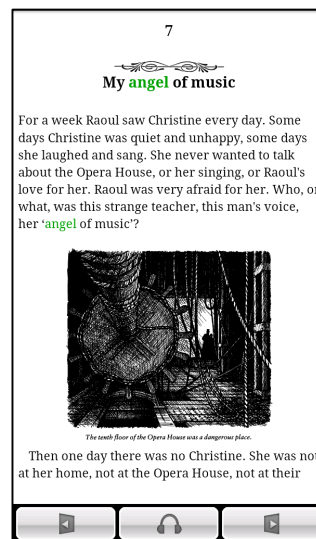 7
My angel of music
For a week Raoul saw Christine every day. Some
days Christine was quiet and unhappy, some days
she laughed and sang. She never wanted to talk
about the Opera House, or her singing, or Raoul's
love for her. Raoul was very afraid for her. Who, or
what, was this strange teacher, this man's voice,
her ‘angel of music’?
The tenth floor of the Opera House was a dangerous place.
Then one day there was no Christine. She was not
at her home, not at the Opera House, not at their